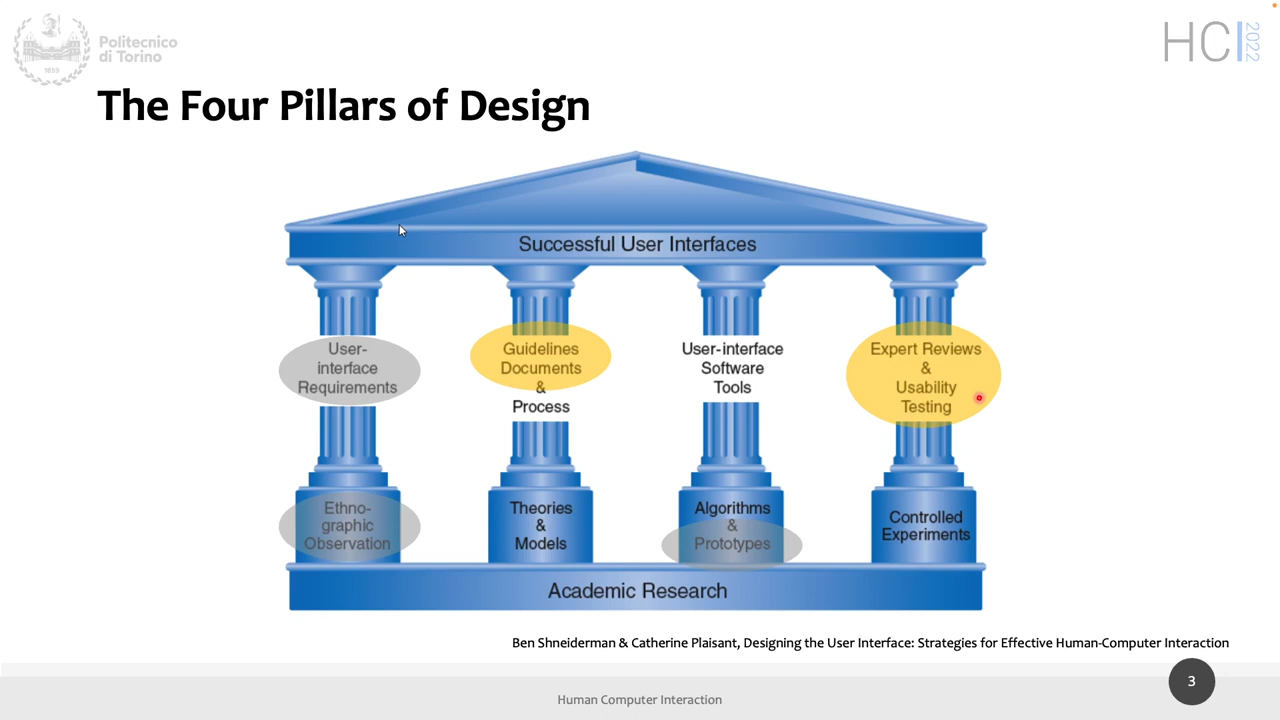 Politecnico
di Torino
1859
HCI 2022
The Four Pillars of Design
Successful User Interfaces
User-
interface
Requirements
Guidelines
Documents
&
Process
User-interface
Software
Tools
Expert Reviews
&
Usability
Testing
Ethno-
graphic
Observation
Theories
&
Models
Algorithms
&
Prototypes
Controlled
Experiments
Academic Research
Ben Shneiderman & Catherine Plaisant, Designing the User Interface: Strategies for Effective Human-Computer Interaction
Human Computer Interaction
3